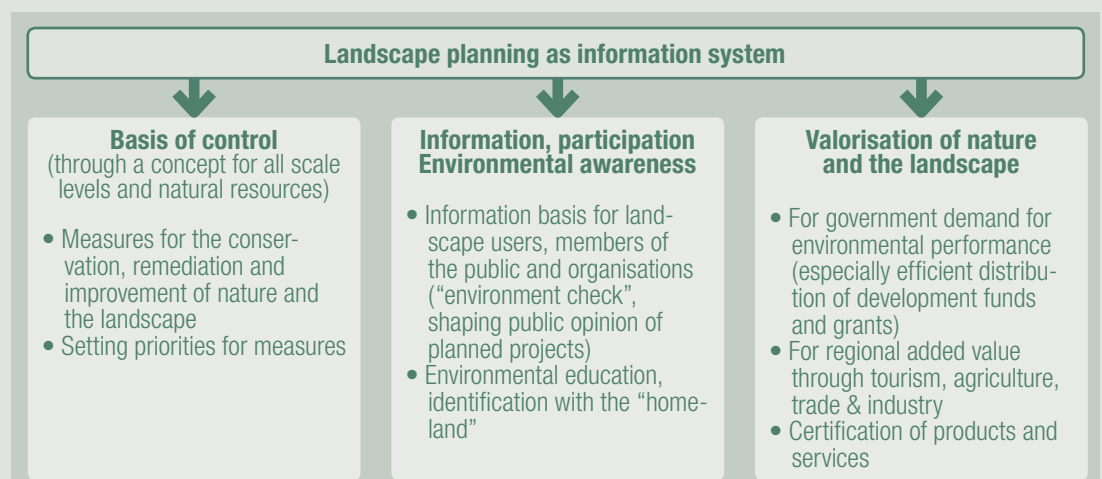 Landscape planning as information system
Basis of control
(through a concept for all scale
levels and natural resources)
• Measures for the conser-
vation, remediation and
improvement of nature and
the landscape
• Setting priorities for measures
Information, participation
Environmental awareness
• Information basis for land-
scape users, members of
the public and organisations
(“environment check”,
shaping public opinion of
planned projects)
• Environmental education,
identification with the “home-
land”
Valorisation of nature
and the landscape
• For government demand for
environmental performance
(especially efficient distribu-
tion of development funds
and grants)
• For regional added value
through tourism, agriculture,
trade & industry
• Certification of products and
services